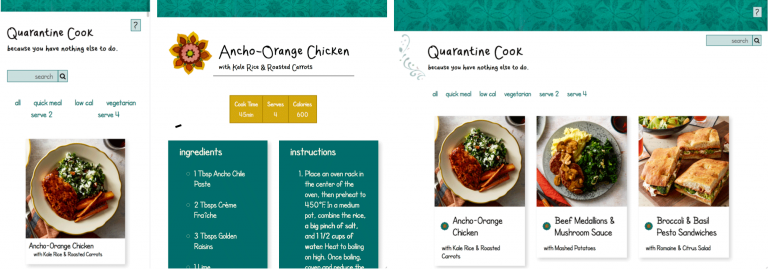 ?
Quarantine Cook
because you have nothing else to do.
search
all quick meal low cal vegetarian
serve 2 serve 4
Ancho-Orange Chicken
with Kale Rice & Roasted Carrots
Ancho-Orange Chicken
with Kale Rice & Roasted Carrots
Cook Time Serves Calories
45min 4 600
ingredients
1 Tbsp Ancho Chile
Paste
2 Tbsps Crème
Fraîche
3 Tbsps Golden
Raisins
1 Lime
instructions
1. Place an oven rack in
the center of the
oven, then preheat to
450°F. In a medium
pot, combine the rice,
a big pinch of salt,
and 1 1/2 cups of
water. Heat to boiling
on high. Once boiling,
cover and reduce the
?
search
Quarantine Cook
because you have nothing else to do.
all quick meal low cal vegetarian serve 2 serve 4
Ancho-Orange
Chicken
with Kale Rice & Roasted
Carrots
Beef Medallions &
Mushroom Sauce
with Mashed Potatoes
Broccoli & Basil
Pesto Sandwiches
with Romaine & Citrus Salad